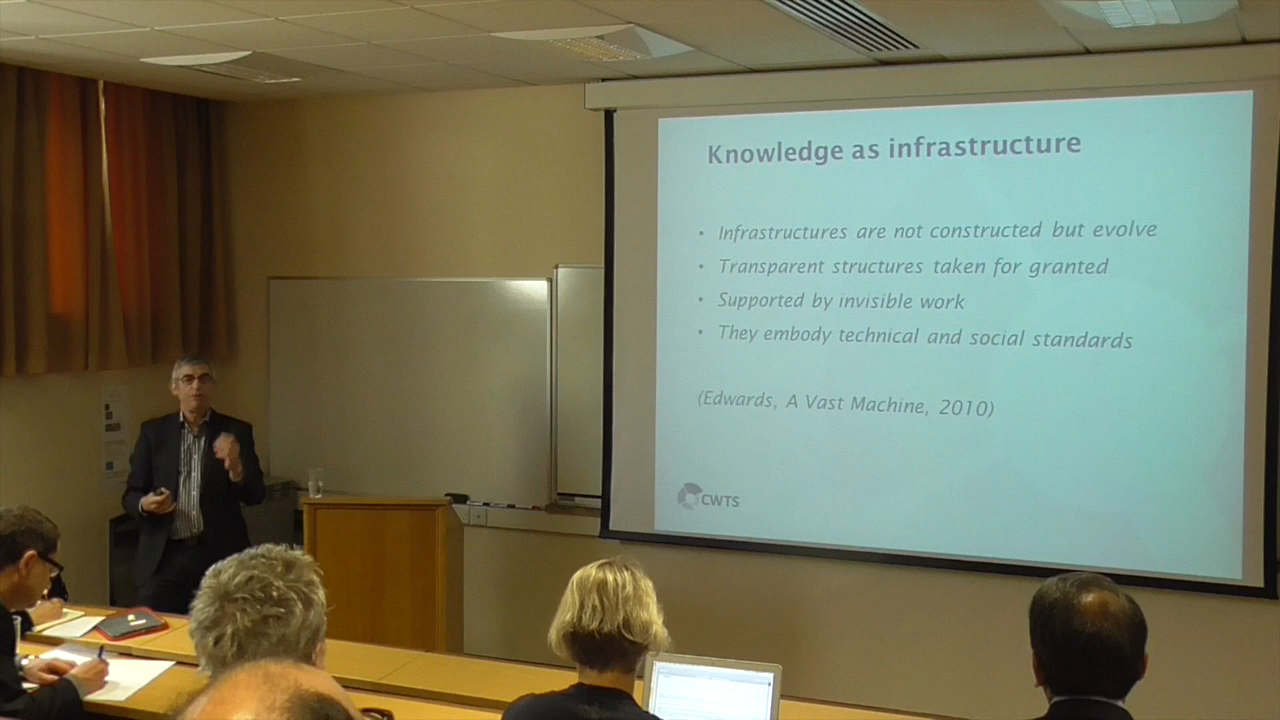 Knowledge as infrastructure
• Infrastructures are not constructed but evolve
• Transparent structures taken for granted
• Supported by invisible work
• They embody technical and social standards
(Edwards, A Vast Machine, 2010)
CWTS